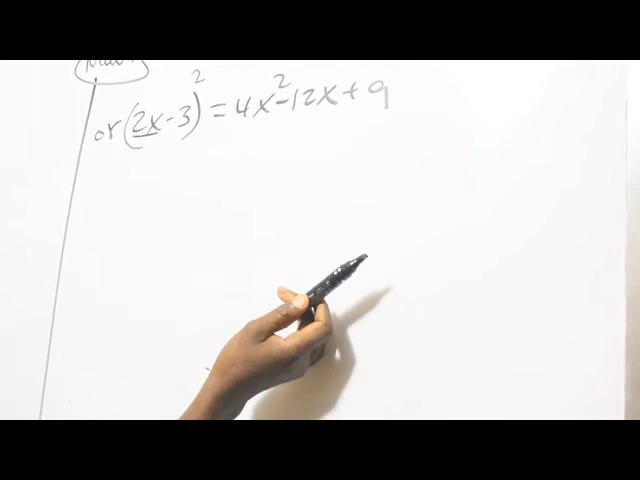 or (2x-3)² = 4x²-12x+9